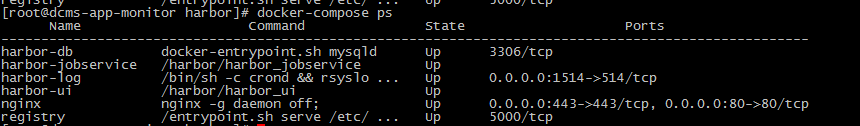 /entrypoint.sh serve /etc/ ... 5000/tcp
[root@dcms-app-monitor harbor]# docker-compose ps
Name Command State Ports
harbor-db docker-entrypoint.sh mysqld Up 3306/tcp
harbor-jobservice /harbor/harbor_jobservice Up
harbor-log /bin/sh -c crond && rsyslo ... Up 0.0.0.0:1514->514/tcp
harbor-ui /harbor/harbor_ui Up
nginx nginx -g daemon off; Up 0.0.0.0:443->443/tcp, 0.0.0.0:80->80/tcp
registry /entrypoint.sh serve /etc/ ... Up 5000/tcp